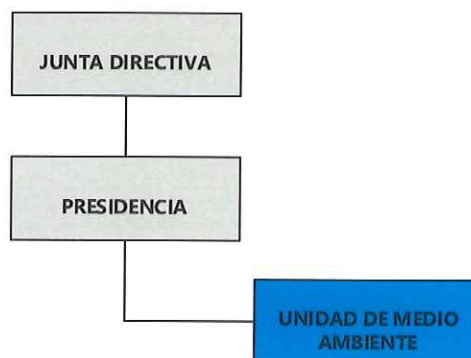 JUNTA DIRECTIVA
PRESIDENCIA
UNIDAD DE MEDIO
AMBIENTE